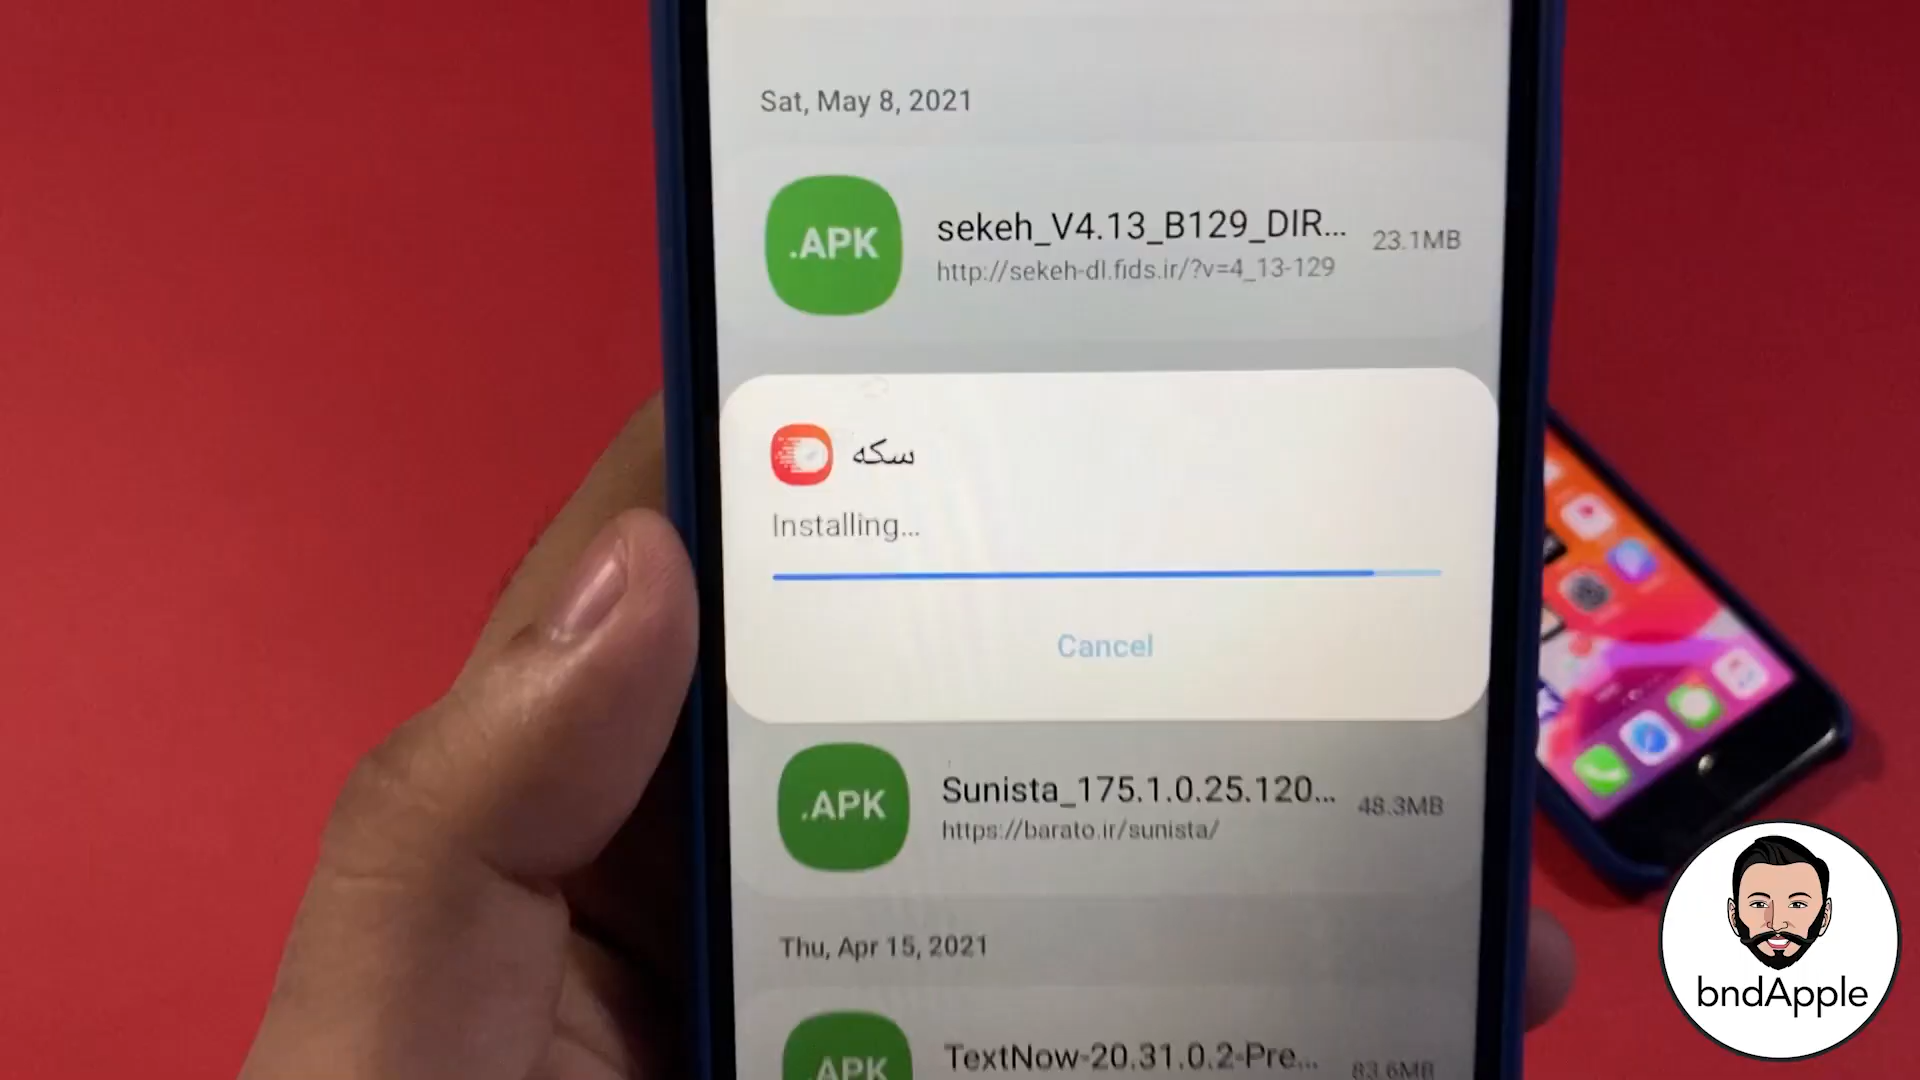 Sat, May 8, 2021
.APK
sekeh_V4.13_B129_DIR...
23.1MB
http://sekeh-dl.fids.ir/?v=4_13-129
سکه
Installing...
Cancel
.APK
Sunista_175.1.0.25.120...
48.3MB
https://barato.ir/sunista/
Thu, Apr 15, 2021
.APK
TextNow-20.31.0.2-Pre...
83.6MB
bndApple